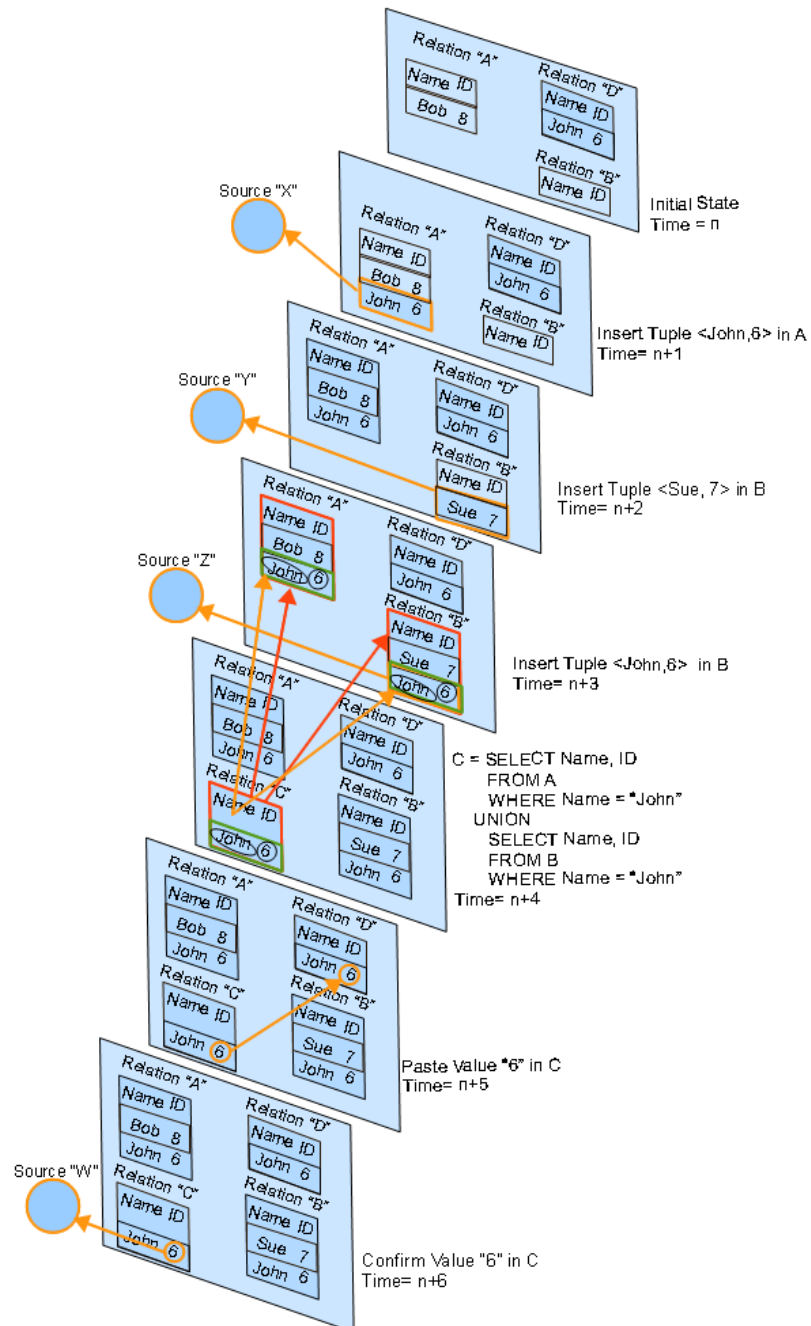 Relation "A"
Name ID
Bob 8
Relation "D"
Name ID
John 6
Relation "B"
Name ID
Initial State
Time = n
Source "X"
Relation "A"
Name ID
Bob 8
John 6
Relation "D"
Name ID
John 6
Relation "B"
Name ID
Insert Tuple <John,6> in A
Time= n+1
Source "Y"
Relation "A"
Name ID
Bob 8
John 6
Relation "D"
Name ID
John 6
Relation "B"
Name ID
Sue 7
Insert Tuple <Sue, 7> in B
Time= n+2
Source "Z"
Relation "A"
Name ID
Bob 8
John 6
Relation "D"
Name ID
John 6
Relation "B"
Name ID
Sue 7
John 6
Insert Tuple <John,6> in B
Time= n+3
Relation "A"
Name ID
Bob 8
John 6
Relation "C"
Name ID
John 6
Relation "D"
Name ID
John 6
Relation "B"
Name ID
Sue 7
John 6
C = SELECT Name, ID
FROM A
WHERE Name = "John"
UNION
SELECT Name, ID
FROM B
WHERE Name = "John"
Time= n+4
Relation "A"
Name ID
Bob 8
John 6
Relation "C"
Name ID
John 6
Relation "D"
Name ID
John 6
Relation "B"
Name ID
Sue 7
John 6
Paste Value "6" in C
Time= n+5
Source "W"
Relation "A"
Name ID
Bob 8
John 6
Relation "C"
Name ID
John 6
Relation "D"
Name ID
John 6
Relation "B"
Name ID
Sue 7
John 6
Confirm Value "6" in C
Time= n+6